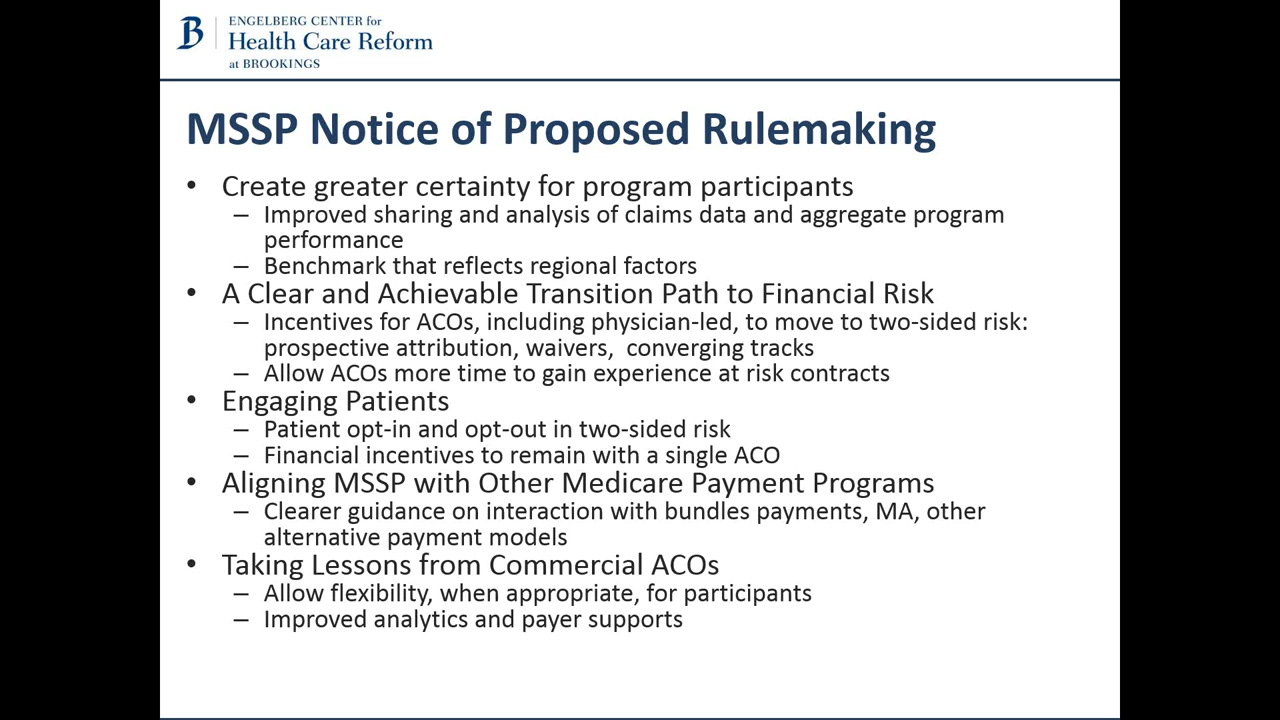 B
ENGELBERG CENTER for
Health Care Reform
at BROOKINGS
MSSP Notice of Proposed Rulemaking
• Create greater certainty for program participants
– Improved sharing and analysis of claims data and aggregate program
performance
– Benchmark that reflects regional factors
• A Clear and Achievable Transition Path to Financial Risk
– Incentives for ACOs, including physician-led, to move to two-sided risk:
prospective attribution, waivers,  converging tracks
– Allow ACOs more time to gain experience at risk contracts
• Engaging Patients
– Patient opt-in and opt-out in two-sided risk
– Financial incentives to remain with a single ACO
• Aligning MSSP with Other Medicare Payment Programs
– Clearer guidance on interaction with bundles payments, MA, other
alternative payment models
• Taking Lessons from Commercial ACOs
– Allow flexibility, when appropriate, for participants
– Improved analytics and payer supports